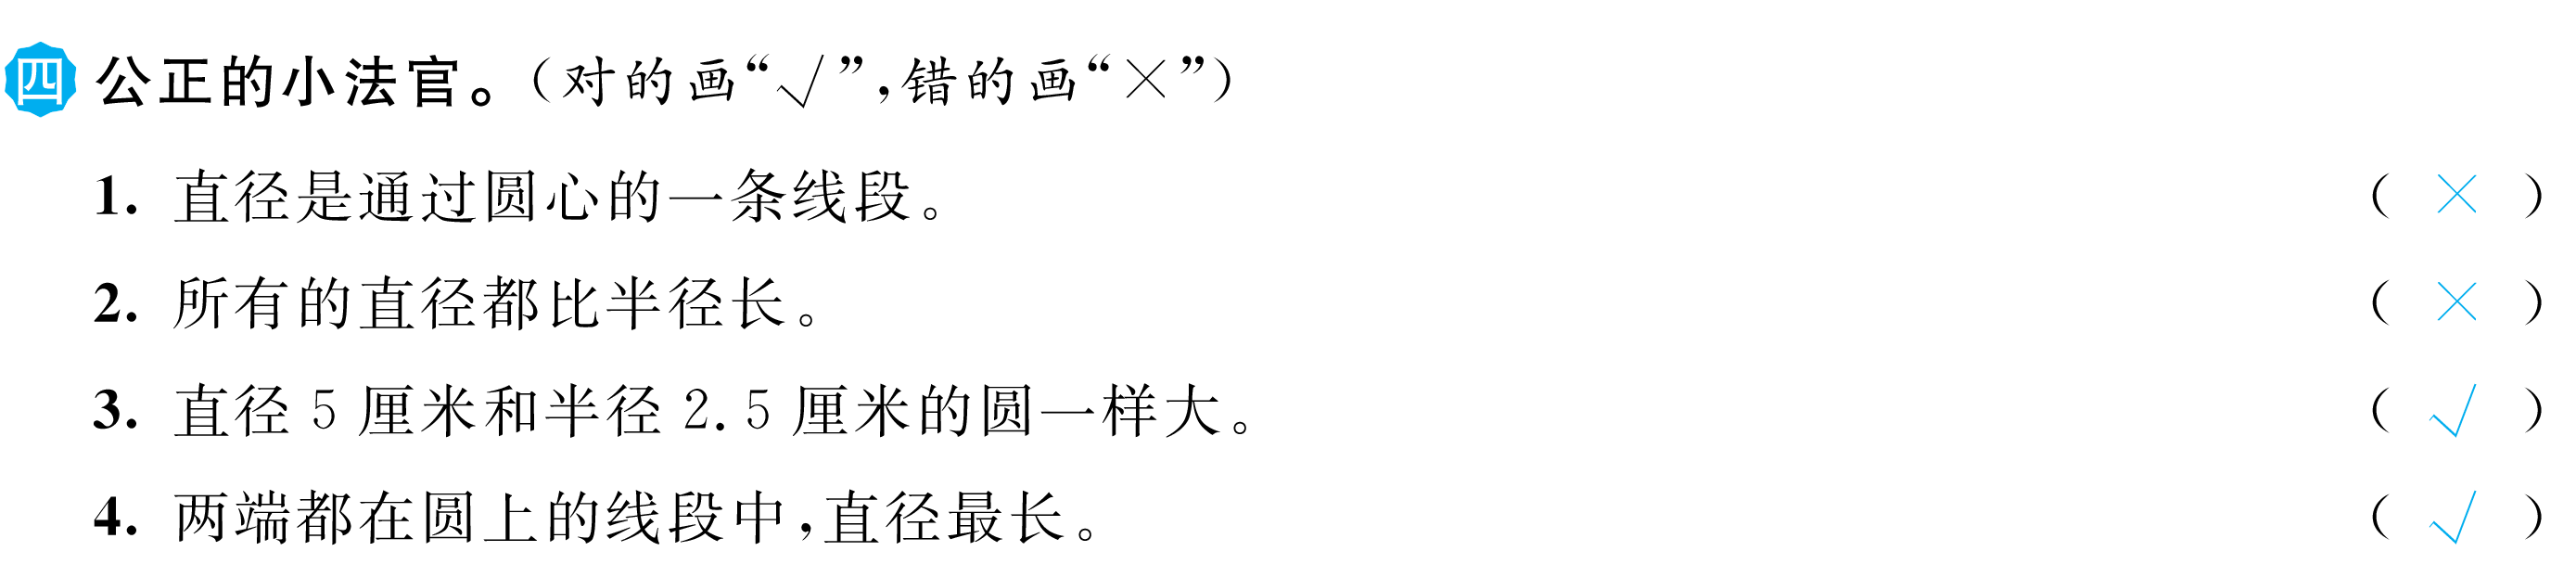 四 公正的小法官。(对的画“√”,错的画“×”)
1. 直径是通过圆心的一条线段。 ( × )
2. 所有的直径都比半径长。 ( × )
3. 直径 5 厘米和半径 2.5 厘米的圆一样大。 ( √ )
4. 两端都在圆上的线段中,直径最长。 ( √ )